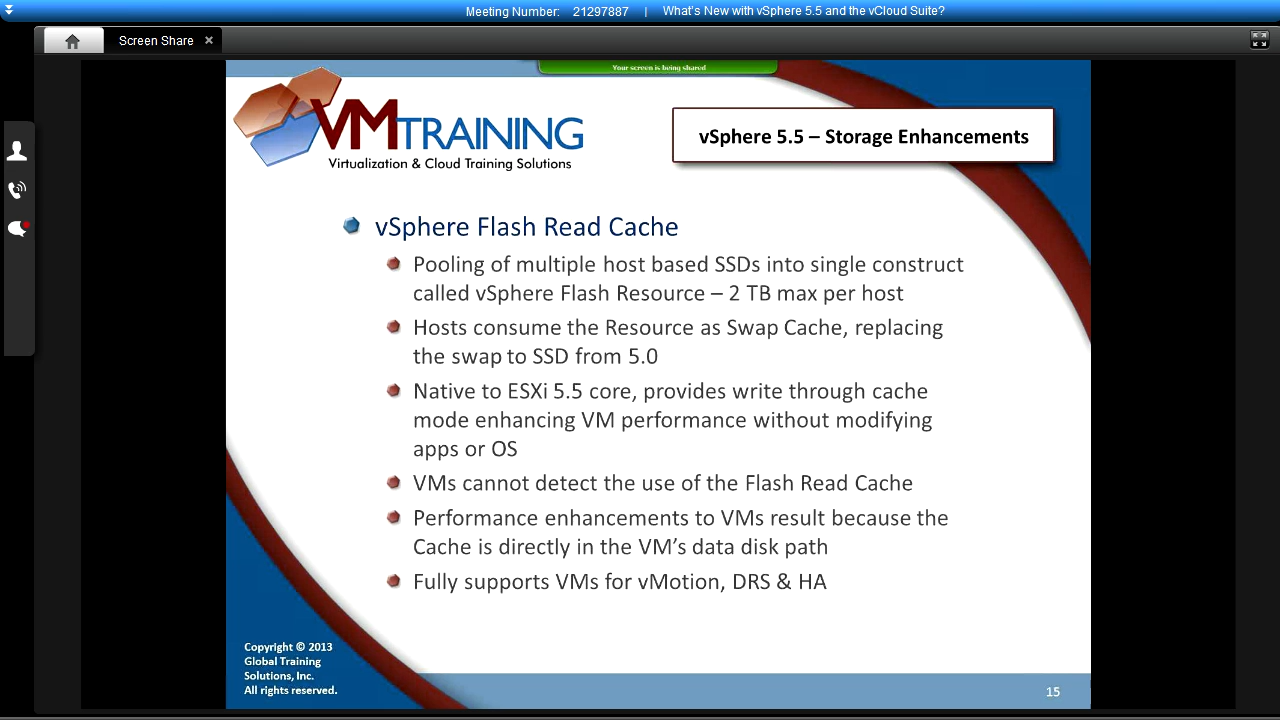 Meeting Number: 21297887 | What's New with vSphere 5.5 and the vCloud Suite?
Screen Share ×
Your screen is being shared
VMTRAINING
Virtualization & Cloud Training Solutions
vSphere 5.5 – Storage Enhancements
vSphere Flash Read Cache
Pooling of multiple host based SSDs into single construct
called vSphere Flash Resource – 2 TB max per host
Hosts consume the Resource as Swap Cache, replacing
the swap to SSD from 5.0
Native to ESXi 5.5 core, provides write through cache
mode enhancing VM performance without modifying
apps or OS
VMs cannot detect the use of the Flash Read Cache
Performance enhancements to VMs result because the
Cache is directly in the VM’s data disk path
Fully supports VMs for vMotion, DRS & HA
Copyright © 2013
Global Training
Solutions, Inc.
All rights reserved.
15